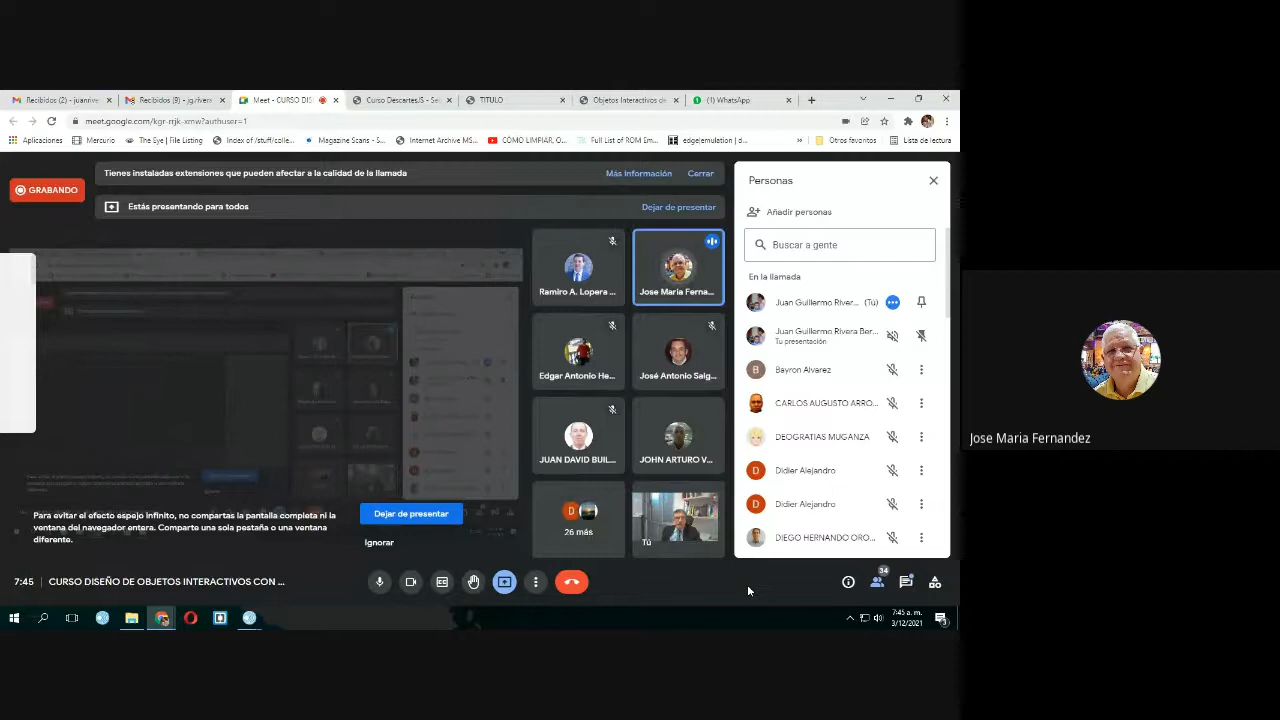 Recibidos (2) - juanrive
Recibidos (9) - jg.rivera
Meet - CURSO DIS
Curso DescartesJS - Se
TITULO
Objetos Interactivos de
(1) WhatsApp
meet.google.com/kgr-rrjk-xmw?authuser=1
Aplicaciones
Mercurio
The Eye | File Listing
Index of /stuff/colle...
Magazine Scans - S...
Internet Archive MS...
CÓMO LIMPIAR, O...
Full List of ROM Em...
edge|emulation | d...
Otros favoritos
Lista de lectura
GRABANDO
Tienes instaladas extensiones que pueden afectar a la calidad de la llamada
Más información
Cerrar
Estás presentando para todos
Dejar de presentar
Ramiro A. Lopera ...
Jose Maria Ferna...
Edgar Antonio He...
José Antonio Salg...
JUAN DAVID BUIL...
JOHN ARTURO V...
D
26 más
Tú
Para evitar el efecto espejo infinito, no compartas la pantalla completa ni la
ventana del navegador entera. Comparte una sola pestaña o una ventana
diferente.
Dejar de presentar
Ignorar
Personas
Añadir personas
Buscar a gente
En la llamada
Juan Guillermo River... (Tú)
Juan Guillermo Rivera Ber...
Tu presentación
B
Bayron Alvarez
CARLOS AUGUSTO ARRO...
DEOGRATIAS MUGANZA
D
Didier Alejandro
D
Didier Alejandro
DIEGO HERNANDO ORO...
7:45
CURSO DISEÑO DE OBJETOS INTERACTIVOS CON ...
34
7:45 a. m.
3/12/2021
3
Jose Maria Fernandez